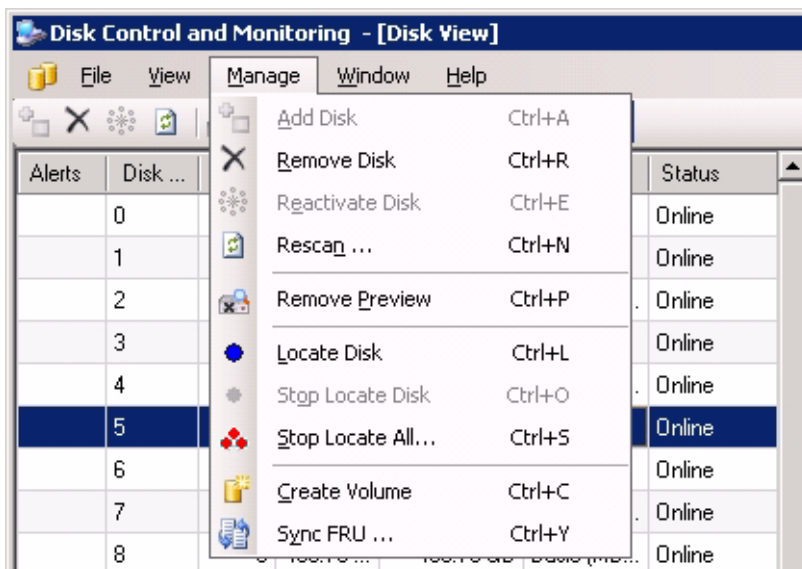 Disk Control and Monitoring - [Disk View]
File View Manage Window Help
Add Disk Ctrl+A
Alerts Disk ... Remove Disk Ctrl+R Status
0 Reactivate Disk Ctrl+E Online
1 Rescan ... Ctrl+N Online
2 Remove Preview Ctrl+P . Online
3 Locate Disk Ctrl+L Online
4 Stop Locate Disk Ctrl+O . Online
5 Stop Locate All... Ctrl+S Online
6 Create Volume Ctrl+C Online
7 Sync FRU ... Ctrl+Y . Online
8 Online